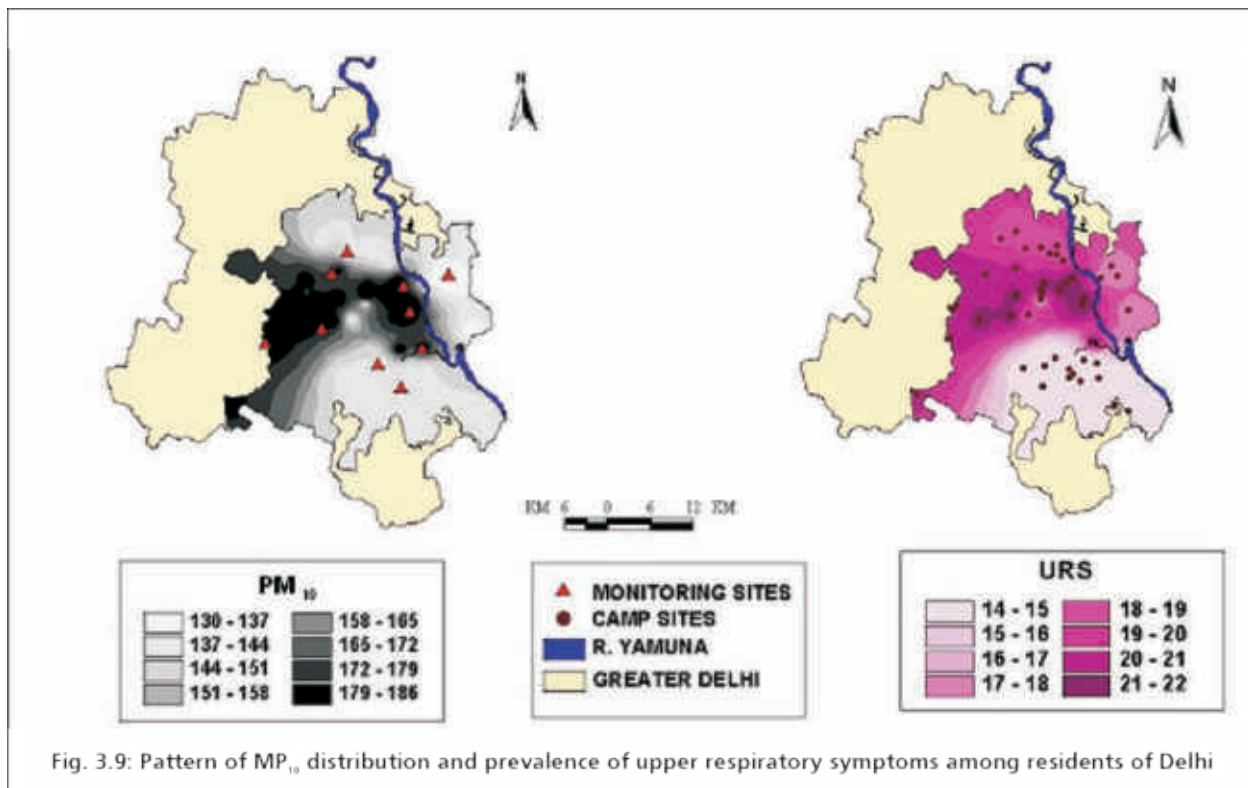 N
N
KM 6 0 6 12 KM
PM 10
130 - 137
137 - 144
144 - 151
151 - 158
158 - 165
165 - 172
172 - 179
179 - 186
MONITORING SITES
CAMP SITES
R. YAMUNA
GREATER DELHI
URS
14 - 15
15 - 16
16 - 17
17 - 18
18 - 19
19 - 20
20 - 21
21 - 22
Fig. 3.9: Pattern of MP₁₀ distribution and prevalence of upper respiratory symptoms among residents of Delhi